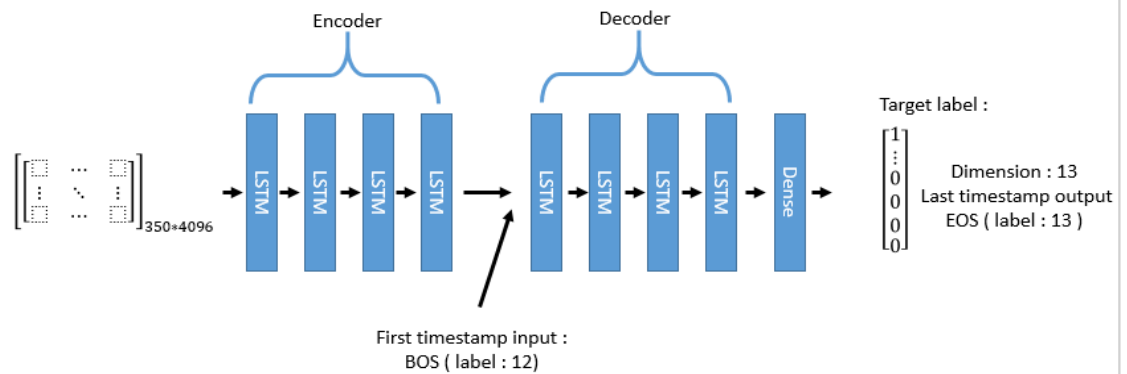 Encoder
Decoder
Target label :
[[⬚ … ⬚
⋮ ⋱ ⋮
⬚ … ⬚]]350*4096
LSTM
LSTM
LSTM
LSTM
LSTM
LSTM
LSTM
LSTM
Dense
1
⋮
0
0
0
0
Dimension : 13
Last timestamp output
EOS ( label : 13 )
First timestamp input :
BOS ( label : 12)